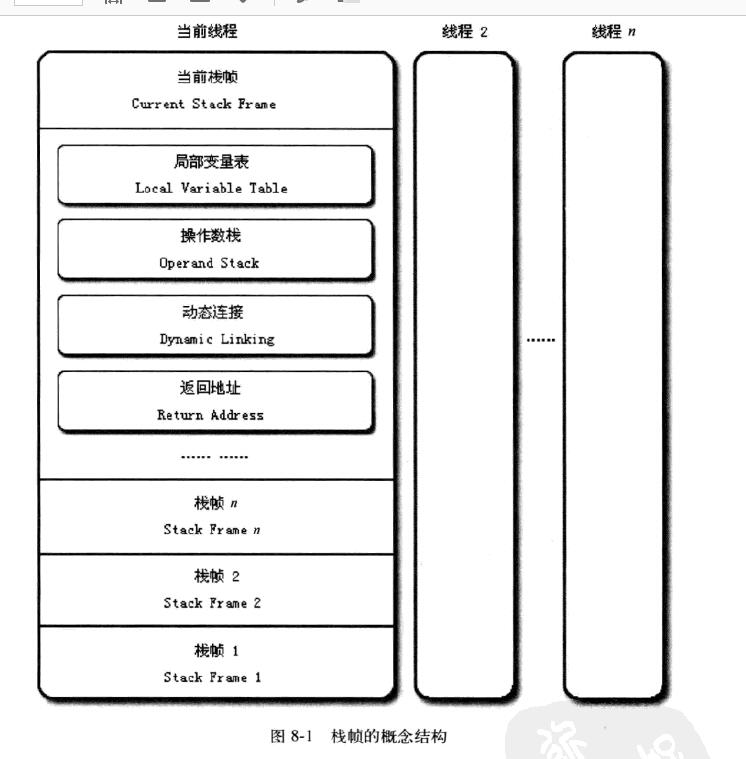 当前线程
线程 2
线程 n
当前栈帧
Current Stack Frame
局部变量表
Local Variable Table
操作数栈
Operand Stack
动态连接
Dynamic Linking
返回地址
Return Address
…… ……
……
栈帧 n
Stack Frame n
栈帧 2
Stack Frame 2
栈帧 1
Stack Frame 1
图 8-1 栈帧的概念结构